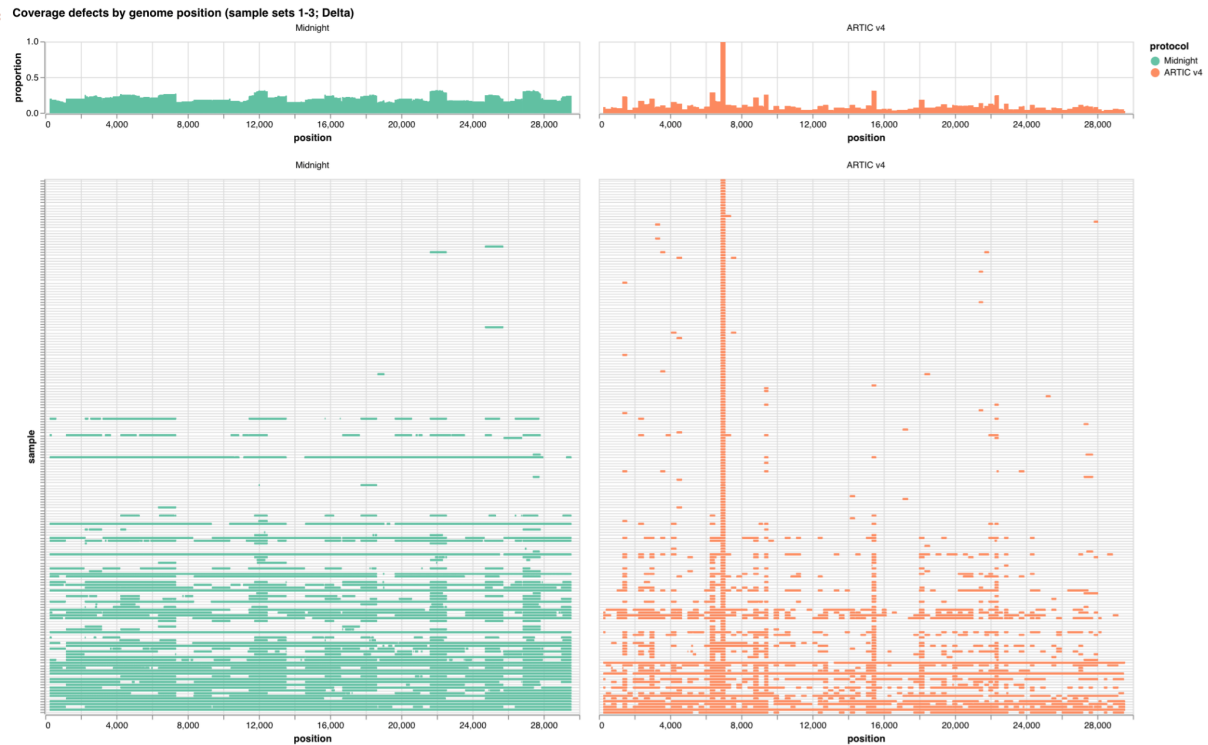 Coverage defects by genome position (sample sets 1-3; Delta)
Midnight
ARTIC v4
protocol
Midnight
ARTIC v4
proportion
1.0
0.5
0.0
0 4,000 8,000 12,000 16,000 20,000 24,000 28,000
position
0 4,000 8,000 12,000 16,000 20,000 24,000 28,000
position
Midnight
ARTIC v4
sample
0 4,000 8,000 12,000 16,000 20,000 24,000 28,000
position
0 4,000 8,000 12,000 16,000 20,000 24,000 28,000
position